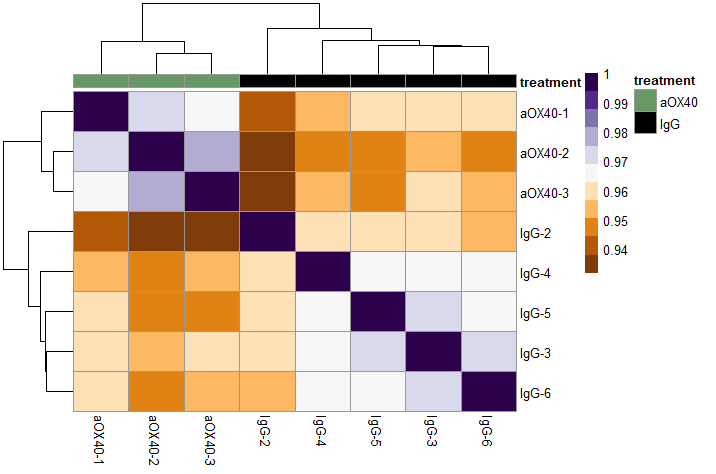 treatment
aOX40-1
aOX40-2
aOX40-3
IgG-2
IgG-4
IgG-5
IgG-3
IgG-6
aOX40-1
aOX40-2
aOX40-3
IgG-2
IgG-4
IgG-5
IgG-3
IgG-6
1
0.99
0.98
0.97
0.96
0.95
0.94
treatment
aOX40
IgG